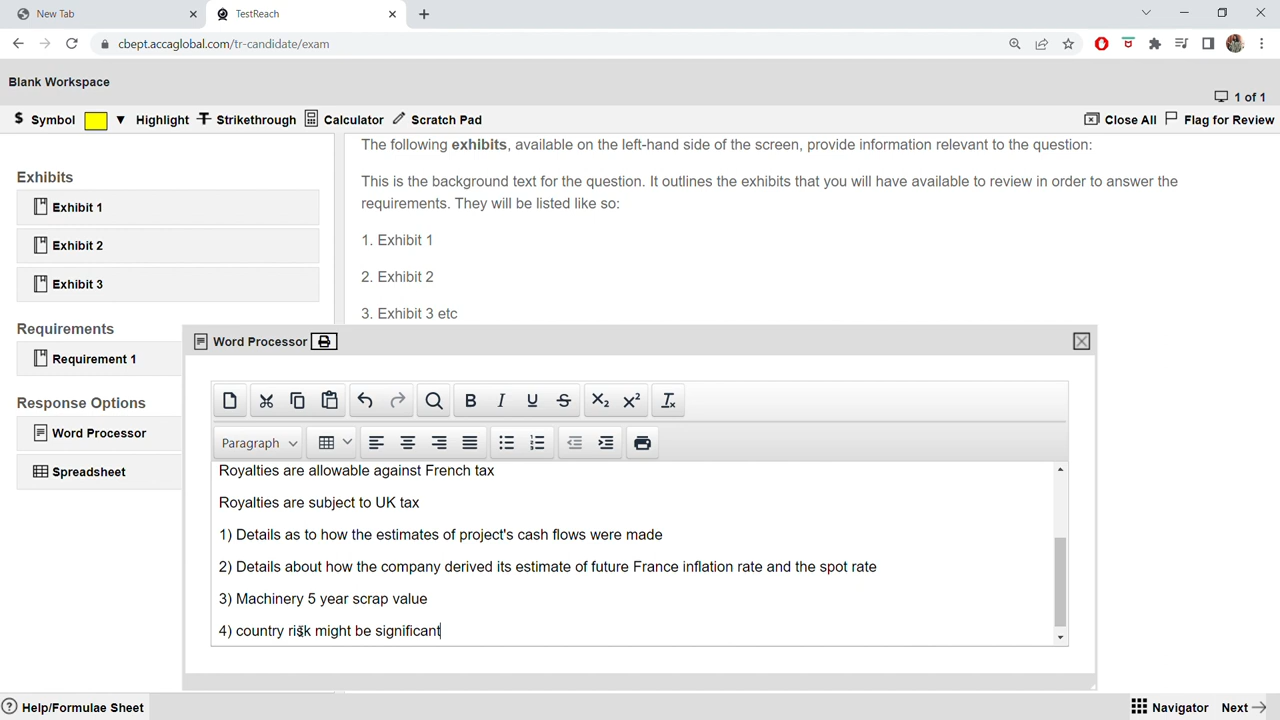 New Tab
TestReach
cbept.accaglobal.com/tr-candidate/exam
Blank Workspace
1 of 1
$ Symbol
Highlight
Strikethrough
Calculator
Scratch Pad
Close All
Flag for Review
Exhibits
Exhibit 1
Exhibit 2
Exhibit 3
Requirements
Requirement 1
Response Options
Word Processor
Spreadsheet
The following exhibits, available on the left-hand side of the screen, provide information relevant to the question:
This is the background text for the question. It outlines the exhibits that you will have available to review in order to answer the
requirements. They will be listed like so:
1. Exhibit 1
2. Exhibit 2
3. Exhibit 3 etc
Word Processor
Paragraph
Royalties are allowable against French tax
Royalties are subject to UK tax
1) Details as to how the estimates of project's cash flows were made
2) Details about how the company derived its estimate of future France inflation rate and the spot rate
3) Machinery 5 year scrap value
4) country risk might be significant
Help/Formulae Sheet
Navigator
Next